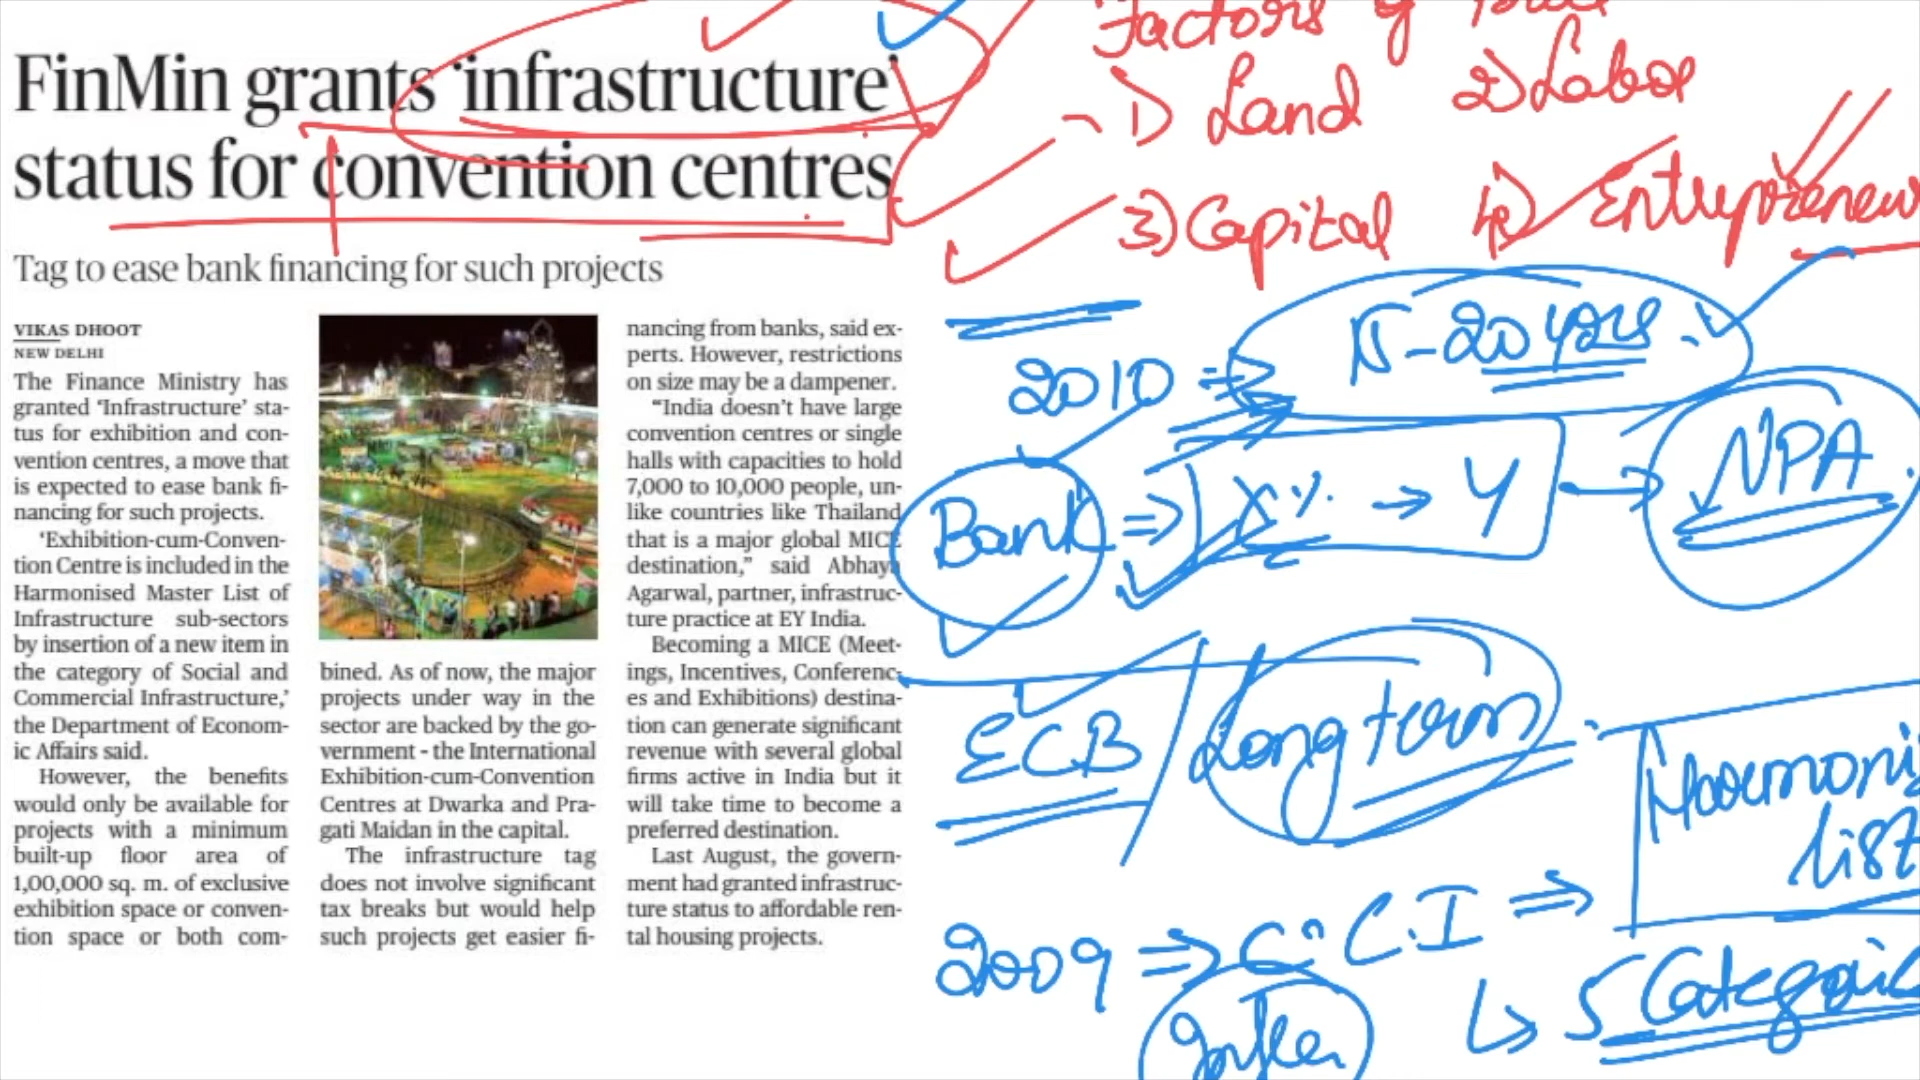 FinMin grants ‘infrastructure’
status for convention centres
Tag to ease bank financing for such projects
VIKAS DHOOT
NEW DELHI
The Finance Ministry has
granted ‘Infrastructure’ sta-
tus for exhibition and con-
vention centres, a move that
is expected to ease bank fi-
nancing for such projects.
‘Exhibition-cum-Conven-
tion Centre is included in the
Harmonised Master List of
Infrastructure sub-sectors
by insertion of a new item in
the category of Social and
Commercial Infrastructure,’
the Department of Econom-
ic Affairs said.
However, the benefits
would only be available for
projects with a minimum
built-up floor area of
1,00,000 sq. m. of exclusive
exhibition space or conven-
tion space or both com-
bined. As of now, the major
projects under way in the
sector are backed by the go-
vernment - the International
Exhibition-cum-Convention
Centres at Dwarka and Pra-
gati Maidan in the capital.
The infrastructure tag
does not involve significant
tax breaks but would help
such projects get easier fi-
nancing from banks, said ex-
perts. However, restrictions
on size may be a dampener.
“India doesn’t have large
convention centres or single
halls with capacities to hold
7,000 to 10,000 people, un-
like countries like Thailand
that is a major global MICE
destination,” said Abhaya
Agarwal, partner, infrastruc-
ture practice at EY India.
Becoming a MICE (Meet-
ings, Incentives, Conferenc-
es and Exhibitions) destina-
tion can generate significant
revenue with several global
firms active in India but it
will take time to become a
preferred destination.
Last August, the govern-
ment had granted infrastruc-
ture status to affordable ren-
tal housing projects.
Factors of
1) Land 2) Labor
3) Capital 4) Entrepreneur
2010 ⇒ 15-20 yrs
Bank ⇒ X% → Y → NPA
ECB / Long term
Harmoni
list
2009 ⇒ C.C.I ⇒
Infra ↳ 5 Categorie